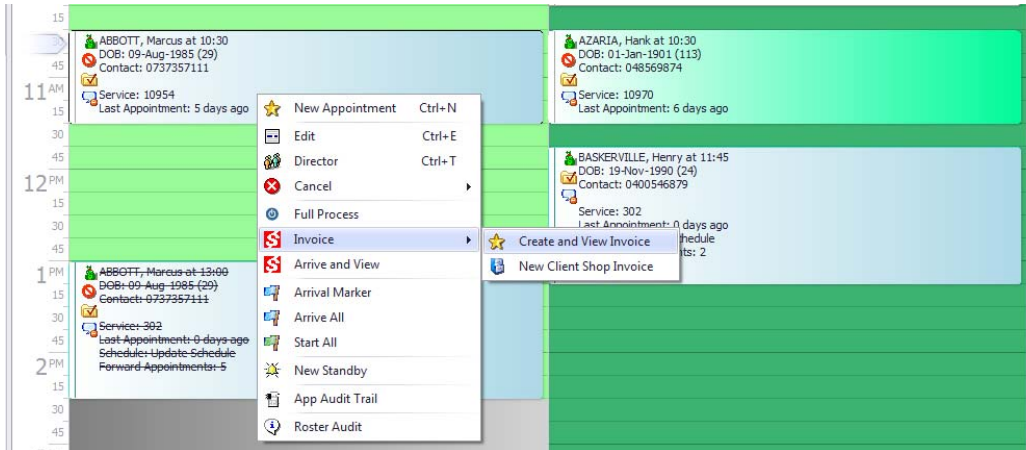 15
30
45
11 AM
15
30
45
12 PM
15
30
45
1 PM
15
30
45
2 PM
15
30
45
ABBOTT, Marcus at 10:30
DOB: 09-Aug-1985 (29)
Contact: 0737357111
Service: 10954
Last Appointment: 5 days ago
ABBOTT, Marcus at 13:00
DOB: 09-Aug-1985 (29)
Contact: 0737357111
Service: 302
Last Appointment: 0 days ago
Schedule: Update Schedule
Forward Appointments: 5
New Appointment Ctrl+N
Edit Ctrl+E
Director Ctrl+T
Cancel
Full Process
Invoice
Arrive and View
Arrival Marker
Arrive All
Start All
New Standby
App Audit Trail
Roster Audit
Create and View Invoice
New Client Shop Invoice
AZARIA, Hank at 10:30
DOB: 01-Jan-1901 (113)
Contact: 048569874
Service: 10970
Last Appointment: 6 days ago
BASKERVILLE, Henry at 11:45
DOB: 19-Nov-1990 (24)
Contact: 0400546879
Service: 302
Last Appointment: 0 days ago
hedule
ts: 2